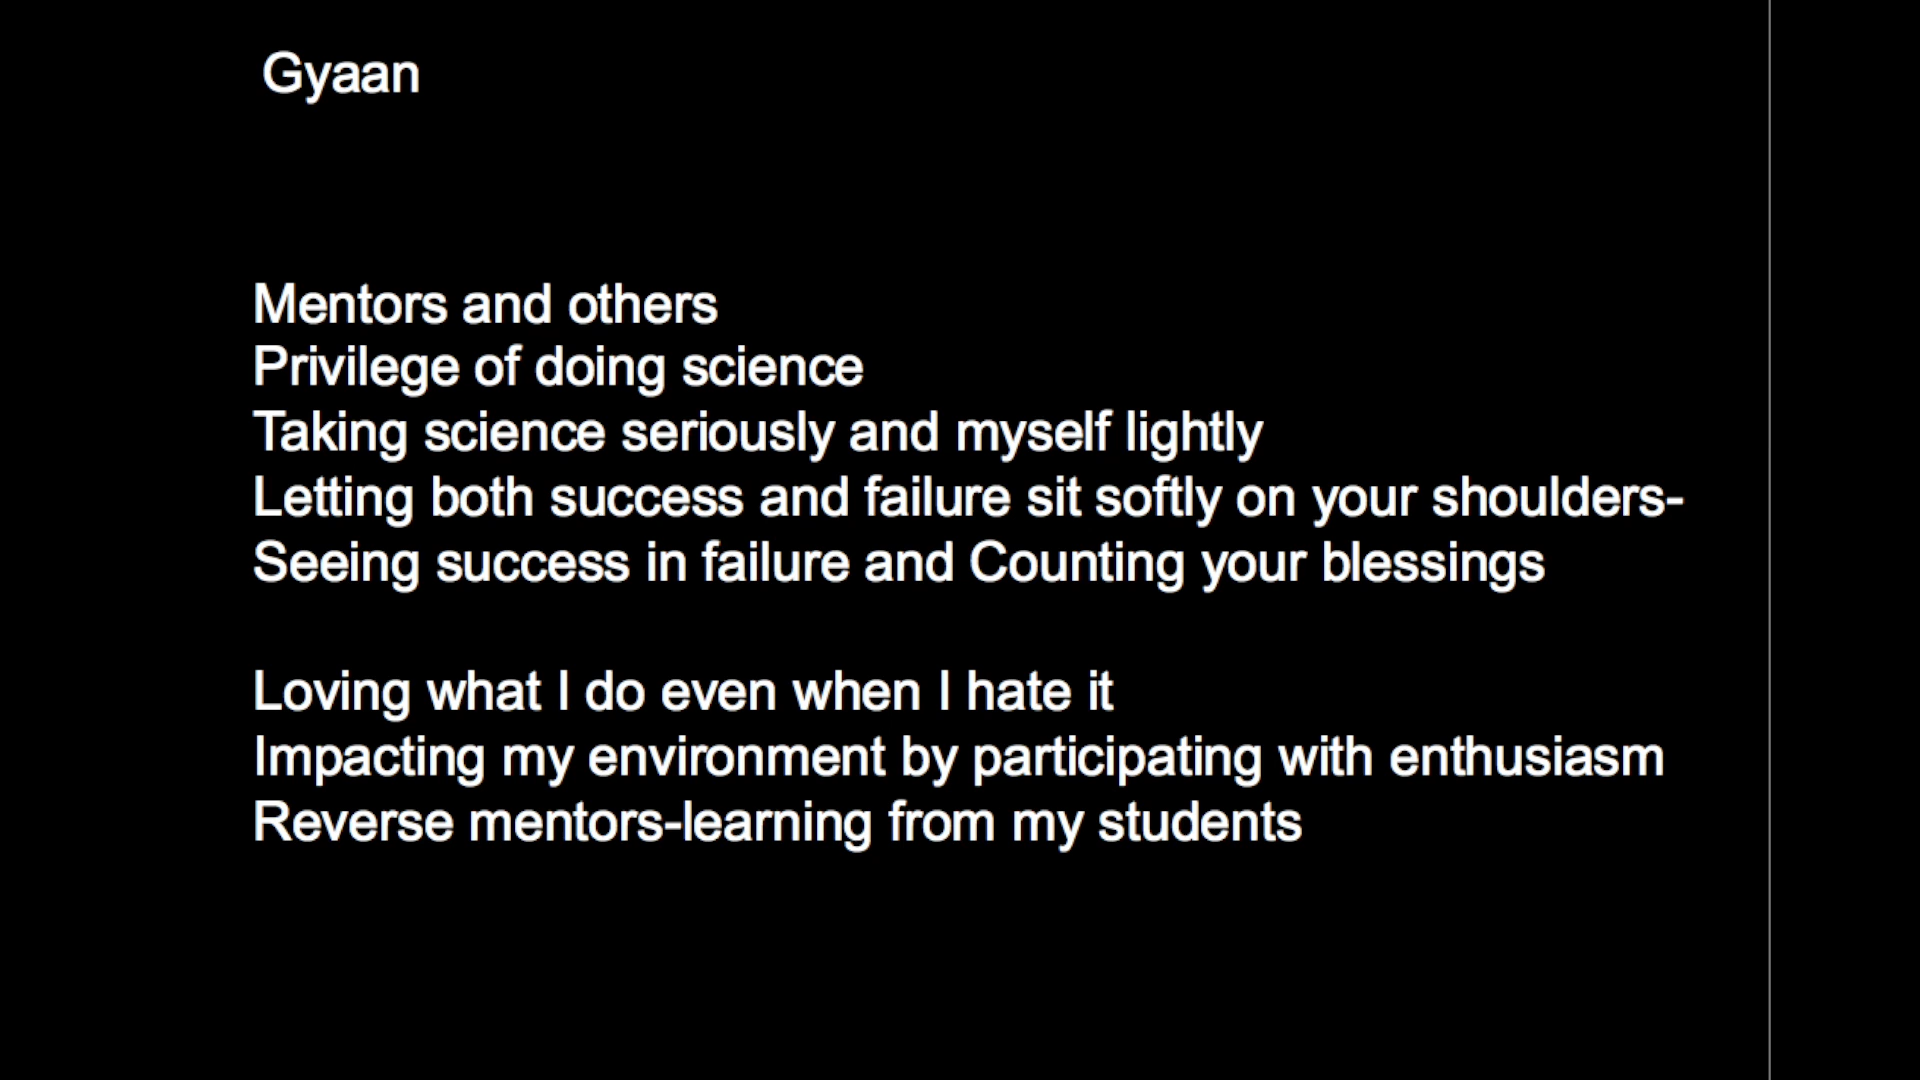 Gyaan
Mentors and others
Privilege of doing science
Taking science seriously and myself lightly
Letting both success and failure sit softly on your shoulders-
Seeing success in failure and Counting your blessings
Loving what I do even when I hate it
Impacting my environment by participating with enthusiasm
Reverse mentors-learning from my students